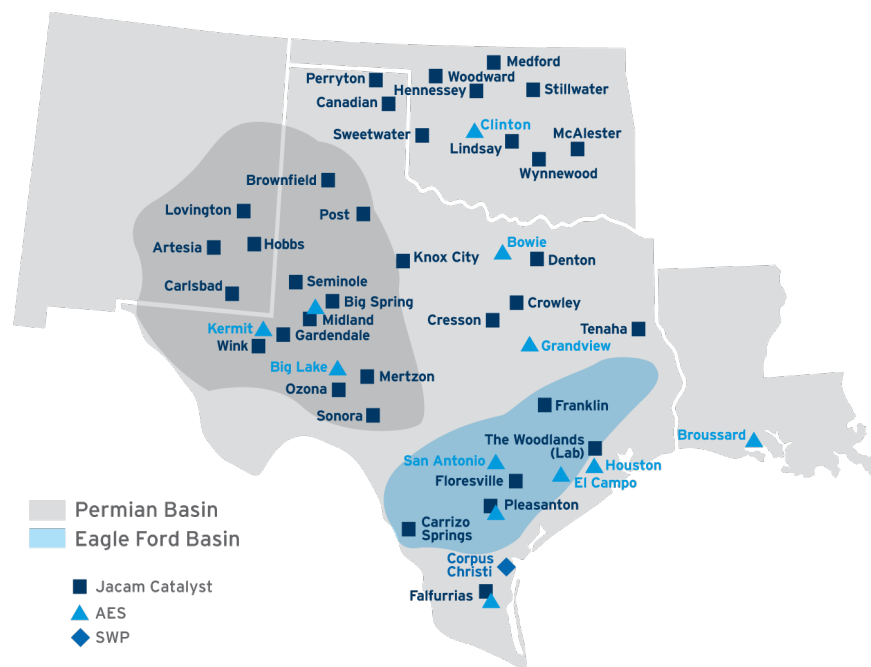 Medford
Perryton
Woodward
Hennessey
Stillwater
Canadian
Clinton
Sweetwater
McAlester
Lindsay
Wynnewood
Brownfield
Lovington
Post
Artesia
Hobbs
Bowie
Knox City
Denton
Carlsbad
Seminole
Big Spring
Crowley
Kermit
Midland
Cresson
Tenaha
Gardendale
Wink
Grandview
Big Lake
Mertzon
Ozona
Sonora
Franklin
The Woodlands
(Lab)
Broussard
San Antonio
Houston
Floresville
El Campo
Pleasanton
Carrizo
Springs
Permian Basin
Eagle Ford Basin
Corpus
Christi
Falfurrias
Jacam Catalyst
AES
SWP